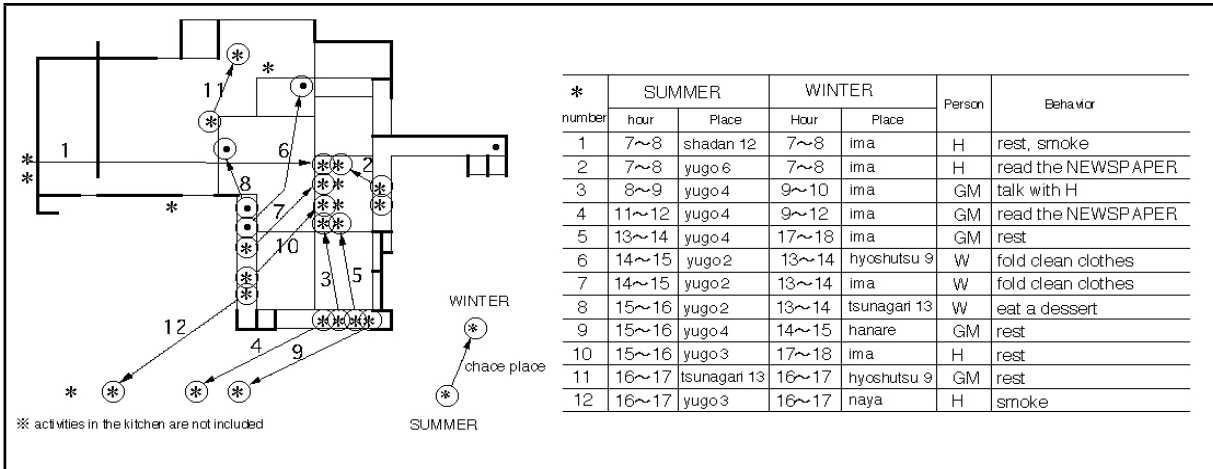 11
1
6
2
8
7
10
3
5
12
4
9
WINTER
chace place
SUMMER
※ activities in the kitchen are not included
* SUMMER WINTER Person Behavior
number hour Place Hour Place
1 7～8 shadan 12 7～8 ima H rest, smoke
2 7～8 yugo 6 7～8 ima H read the NEWSPAPER
3 8～9 yugo 4 9～10 ima GM talk with H
4 11～12 yugo 4 9～12 ima GM read the NEWSPAPER
5 13～14 yugo 4 17～18 ima GM rest
6 14～15 yugo 2 13～14 hyoshutsu 9 W fold clean clothes
7 14～15 yugo 2 13～14 ima W fold clean clothes
8 15～16 yugo 2 13～14 tsunagari 13 W eat a dessert
9 15～16 yugo 4 14～15 hanare GM rest
10 15～16 yugo 3 17～18 ima H rest
11 16～17 tsunagari 13 16～17 hyoshutsu 9 GM rest
12 16～17 yugo 3 16～17 naya H smoke